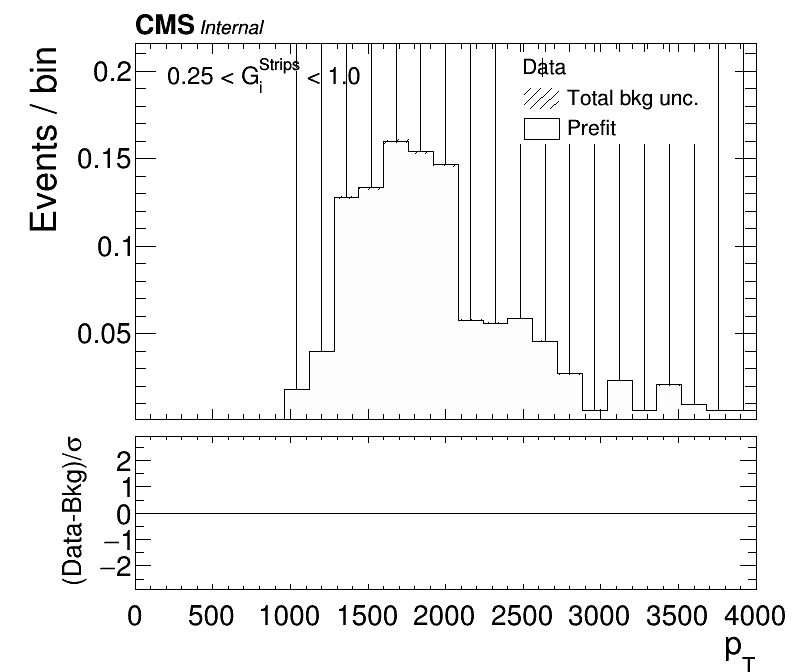 CMS Internal
0.25 < G_i^Strips < 1.0
Data
Total bkg unc.
Prefit
Events / bin
0.2
0.15
0.1
0.05
(Data-Bkg)/σ
2
1
0
−1
−2
0 500 1000 1500 2000 2500 3000 3500 4000
p_T